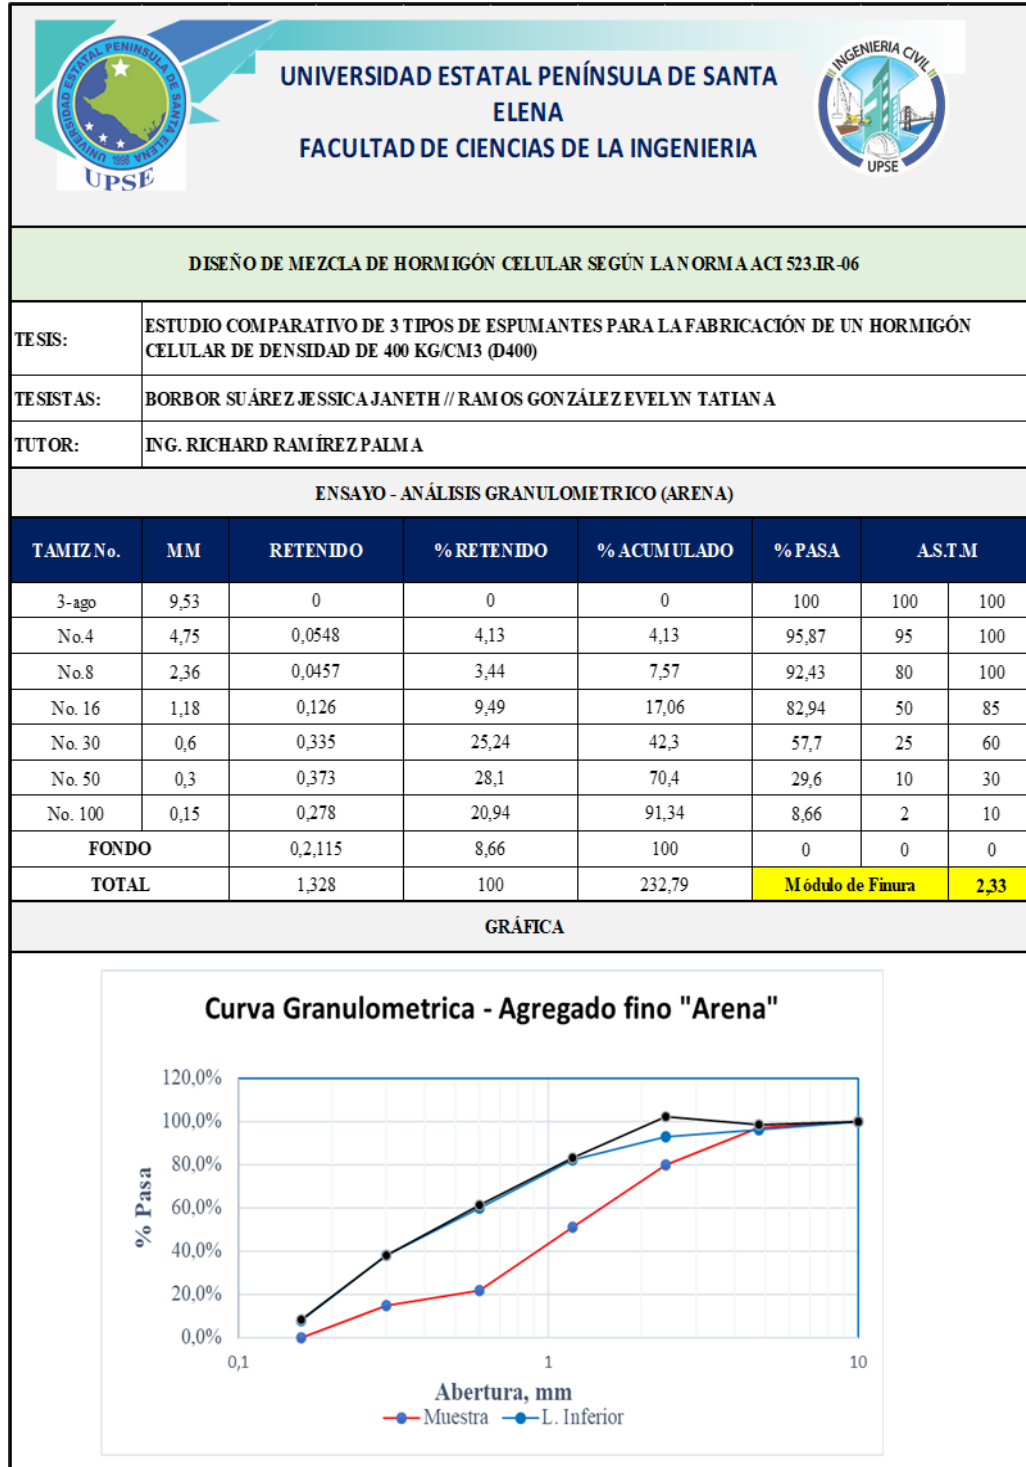 UNIVERSIDAD ESTATAL PENÍNSULA DE SANTA ELENA
UPSE
UNIVERSIDAD ESTATAL PENÍNSULA DE SANTA
ELENA
FACULTAD DE CIENCIAS DE LA INGENIERIA
INGENIERIA CIVIL
UPSE
1998
DISEÑO DE MEZCLA DE HORMIGÓN CELULAR SEGÚN LA NORMA ACI 523.IR-06
TESIS: ESTUDIO COMPARATIVO DE 3 TIPOS DE ESPUMANTES PARA LA FABRICACIÓN DE UN HORMIGÓN
CELULAR DE DENSIDAD DE 400 KG/CM3 (D400)
TESISTAS: BORBOR SUÁREZ JESSICA JANETH // RAMOS GONZÁLEZ EVELYN TATIANA
TUTOR: ING. RICHARD RAMÍREZ PALMA
ENSAYO - ANÁLISIS GRANULOMETRICO (ARENA)
TAMIZ No. MM RETENIDO % RETENIDO % ACUMULADO % PASA A.S.T.M
3-ago 9,53 0 0 0 100 100 100
No.4 4,75 0,0548 4,13 4,13 95,87 95 100
No.8 2,36 0,0457 3,44 7,57 92,43 80 100
No. 16 1,18 0,126 9,49 17,06 82,94 50 85
No. 30 0,6 0,335 25,24 42,3 57,7 25 60
No. 50 0,3 0,373 28,1 70,4 29,6 10 30
No. 100 0,15 0,278 20,94 91,34 8,66 2 10
FONDO 0,2,115 8,66 100 0 0 0
TOTAL 1,328 100 232,79 Módulo de Finura 2,33
GRÁFICA
Curva Granulometrica - Agregado fino "Arena"
120,0%
100,0%
80,0%
60,0%
40,0%
20,0%
0,0%
% Pasa
0,1 1 10
Abertura, mm
Muestra L. Inferior